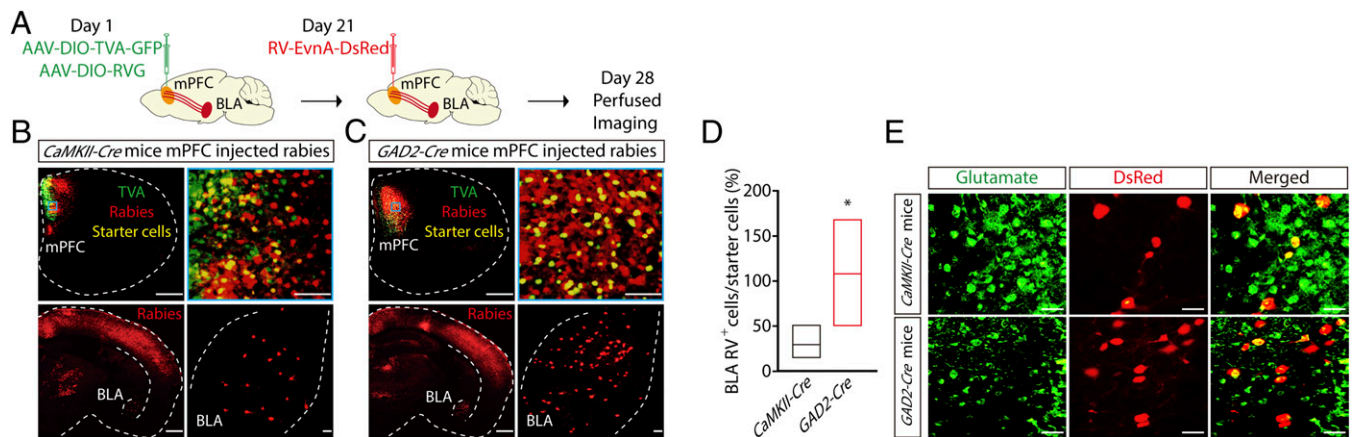 A
Day 1
AAV-DIO-TVA-GFP
AAV-DIO-RVG
mPFC
BLA
Day 21
RV-EvnA-DsRed
mPFC
BLA
Day 28
Perfused
Imaging
B
CaMKII-Cre mice mPFC injected rabies
TVA
Rabies
Starter cells
mPFC
Rabies
BLA
BLA
C
GAD2-Cre mice mPFC injected rabies
TVA
Rabies
Starter cells
mPFC
Rabies
BLA
BLA
D
BLA RV+ cells/starter cells (%)
200
150
100
50
0
*
CaMKII-Cre
GAD2-Cre
E
Glutamate
DsRed
Merged
CaMKII-Cre mice
GAD2-Cre mice